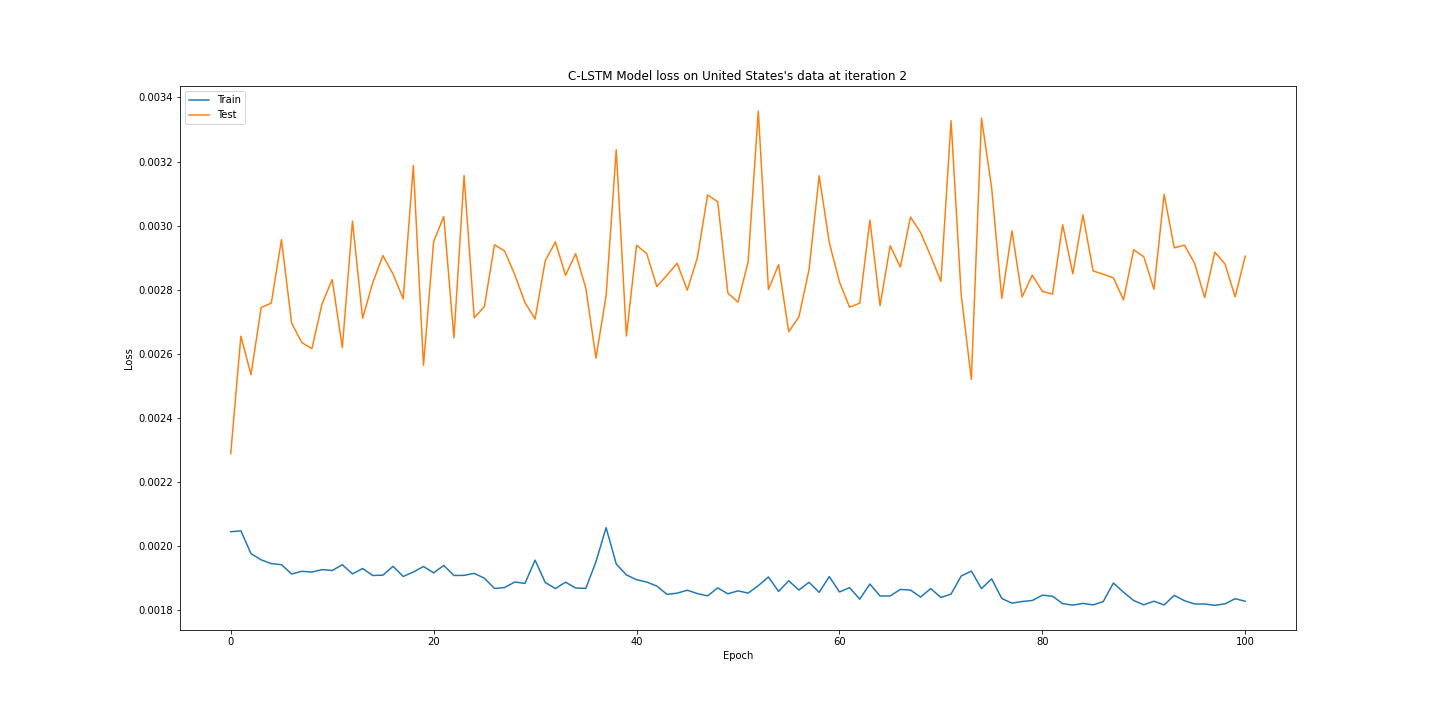 C-LSTM Model loss on United States's data at iteration 2
Train
Test
0.0034
0.0032
0.0030
0.0028
0.0026
0.0024
0.0022
0.0020
0.0018
Loss
0 20 40 60 80 100
Epoch